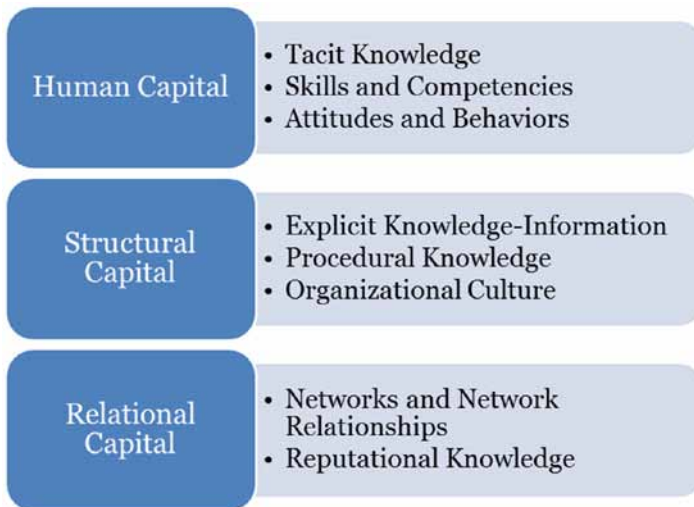 Human Capital
• Tacit Knowledge
• Skills and Competencies
• Attitudes and Behaviors
Structural
Capital
• Explicit Knowledge-Information
• Procedural Knowledge
• Organizational Culture
Relational
Capital
• Networks and Network
Relationships
• Reputational Knowledge